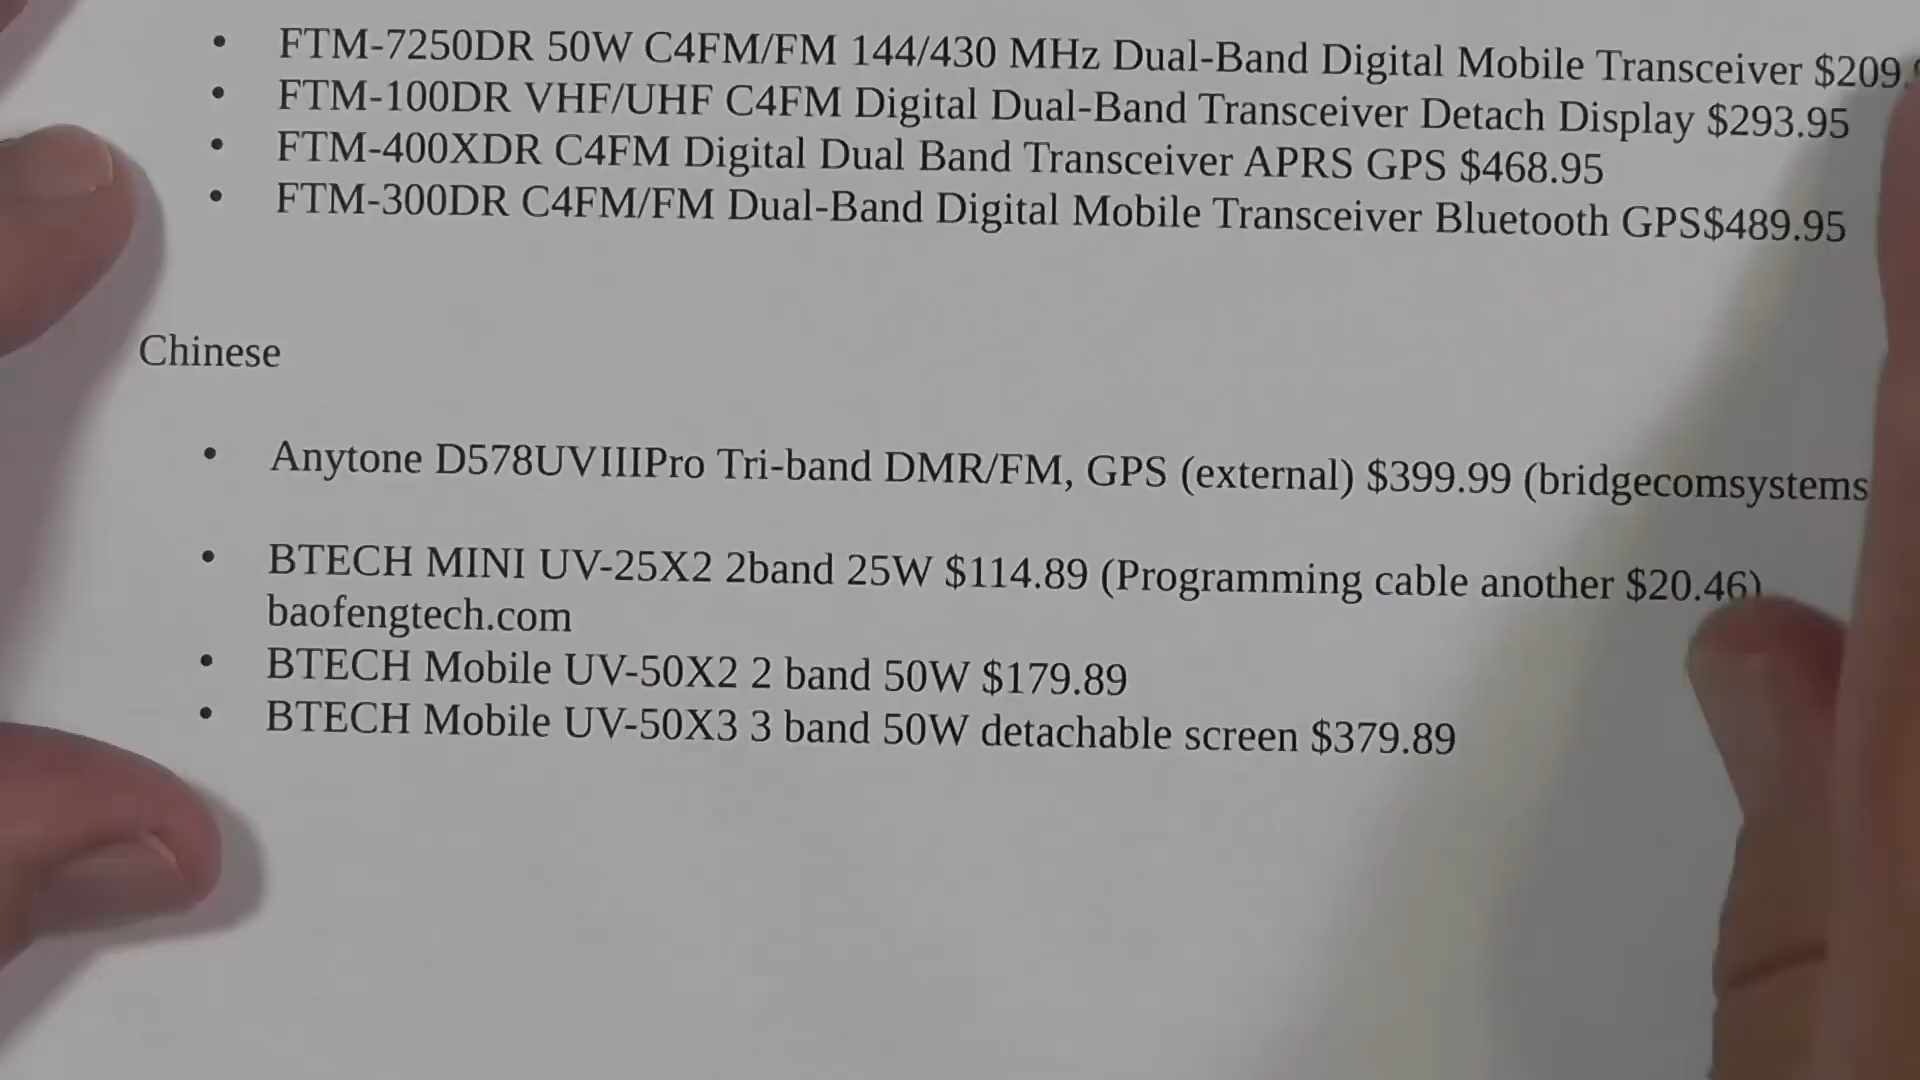 • FTM-7250DR 50W C4FM/FM 144/430 MHz Dual-Band Digital Mobile Transceiver $209.
• FTM-100DR VHF/UHF C4FM Digital Dual-Band Transceiver Detach Display $293.95
• FTM-400XDR C4FM Digital Dual Band Transceiver APRS GPS $468.95
• FTM-300DR C4FM/FM Dual-Band Digital Mobile Transceiver Bluetooth GPS$489.95
Chinese
• Anytone D578UVIIIPro Tri-band DMR/FM, GPS (external) $399.99 (bridgecomsystems
• BTECH MINI UV-25X2 2band 25W $114.89 (Programming cable another $20.46)
baofengtech.com
• BTECH Mobile UV-50X2 2 band 50W $179.89
• BTECH Mobile UV-50X3 3 band 50W detachable screen $379.89